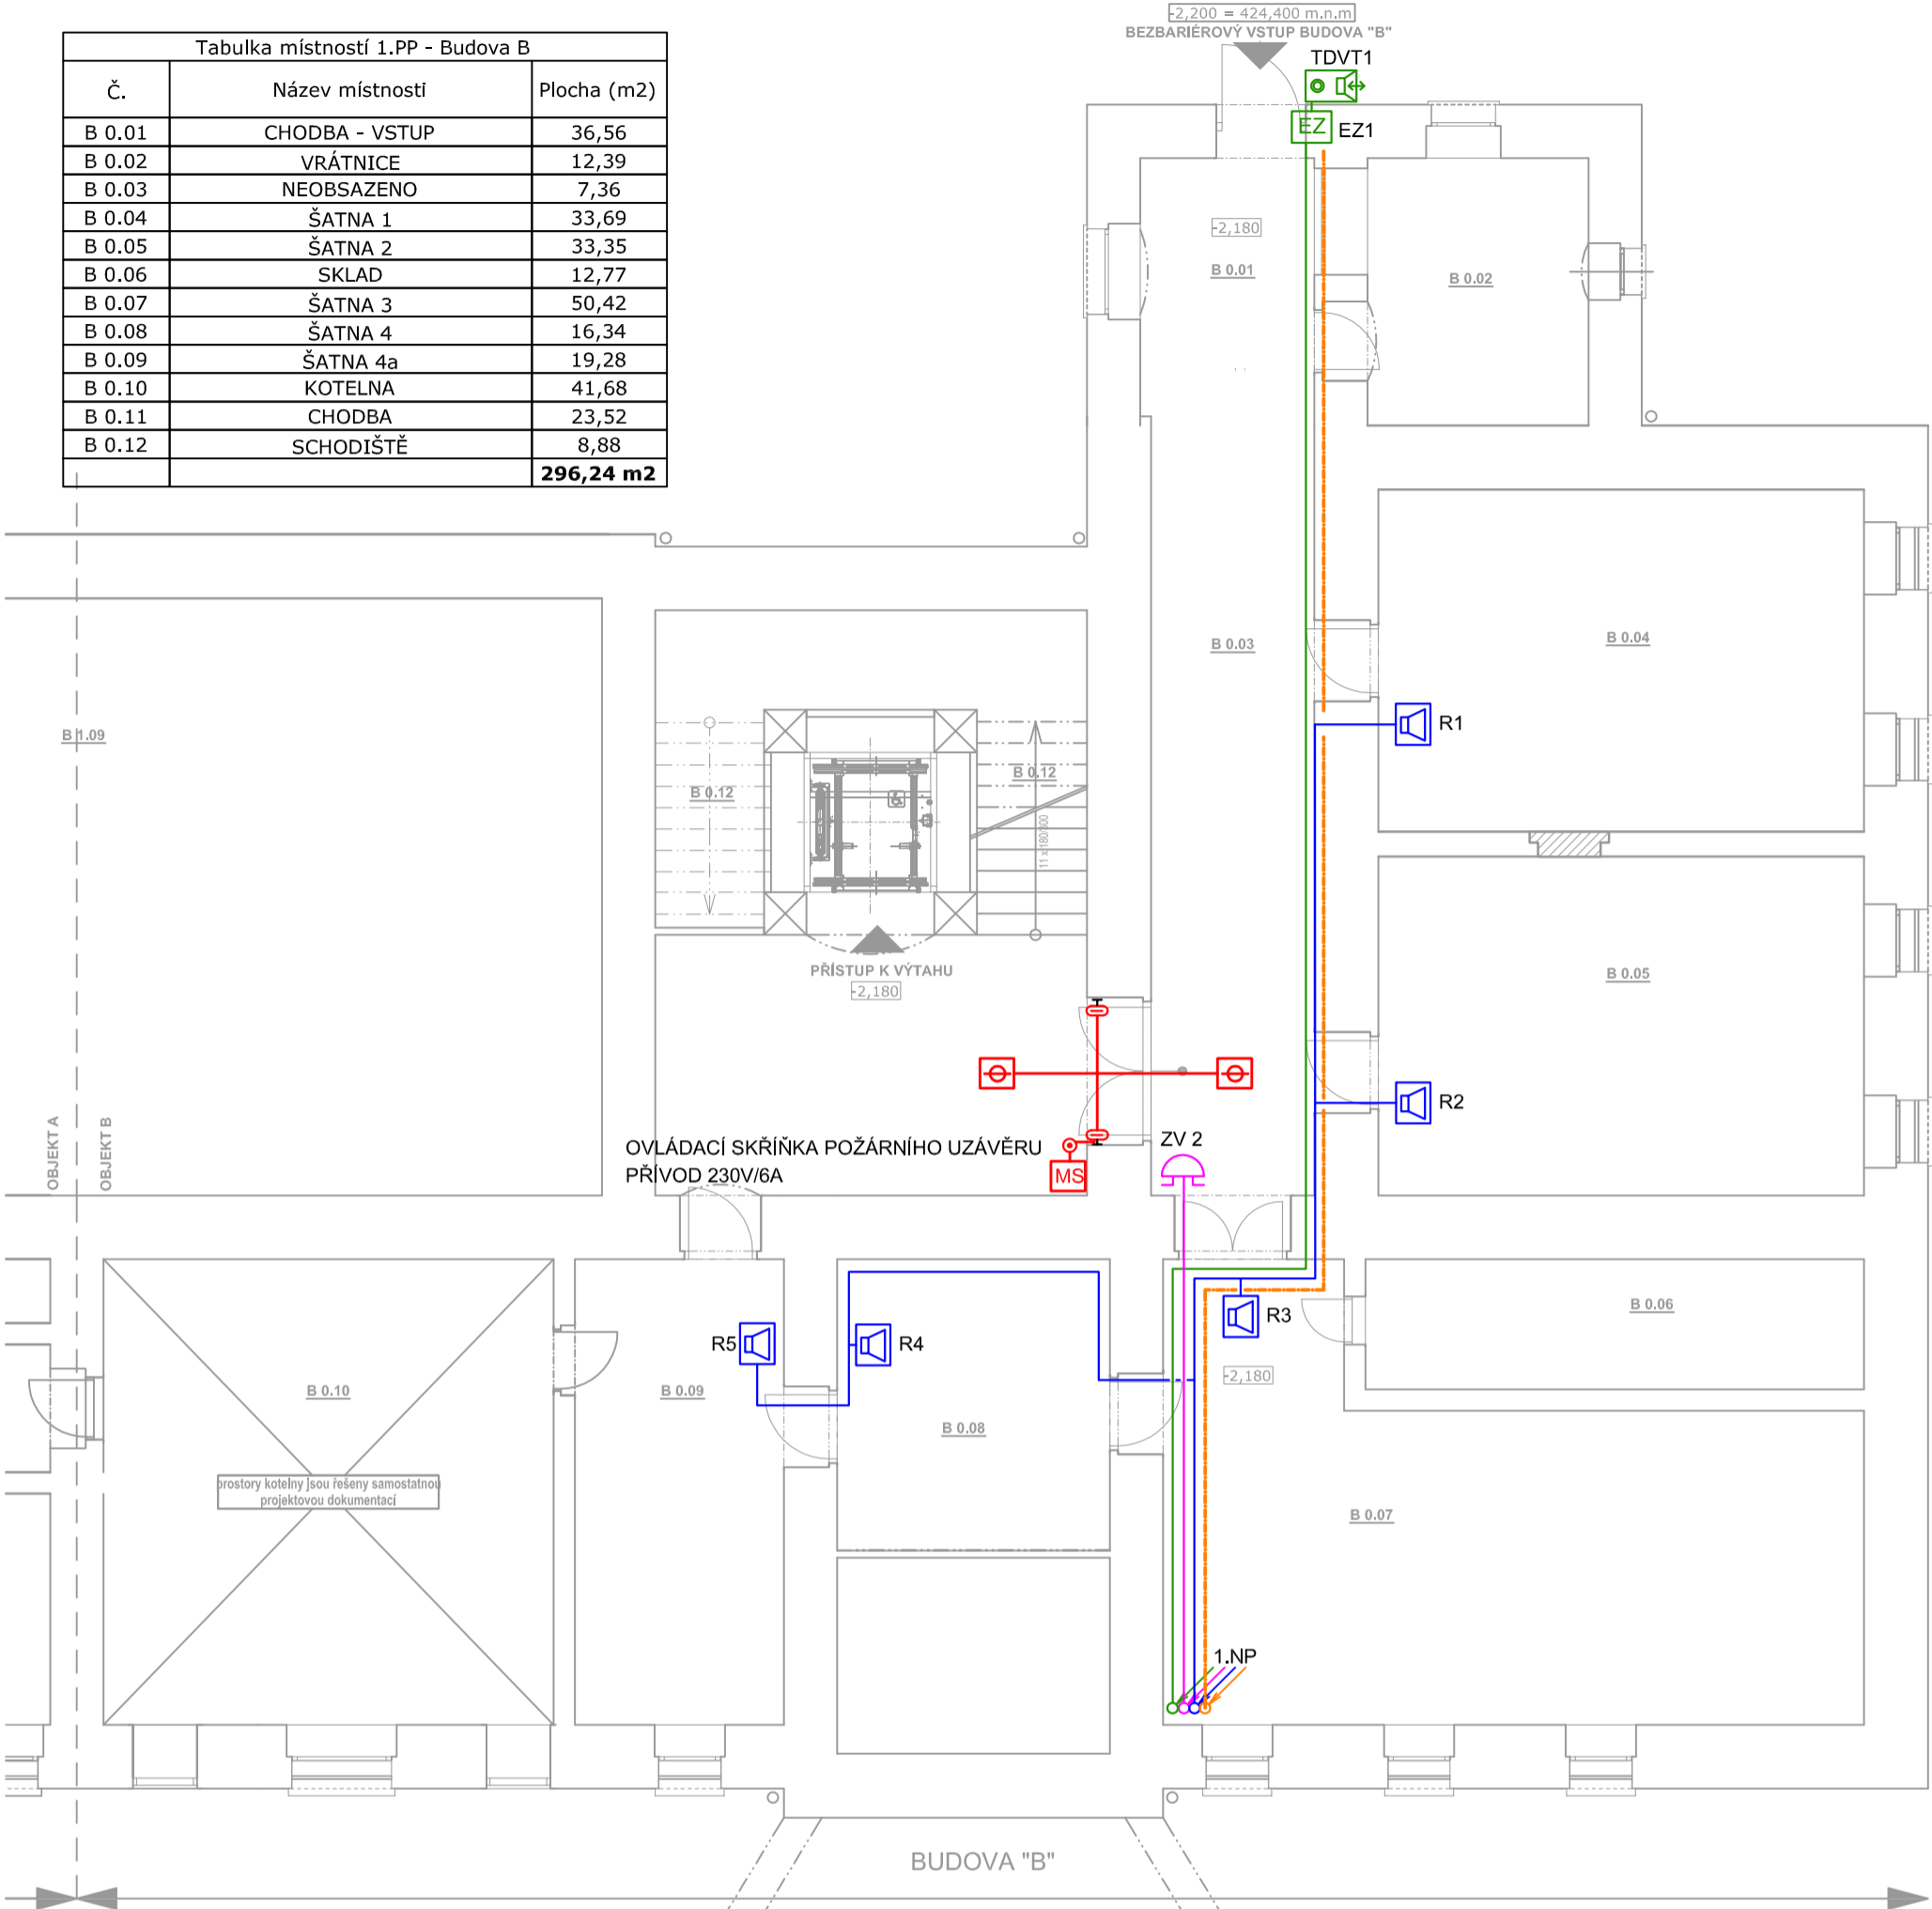 -2,200 = 424,400 m.n.m
BEZBARIÉROVÝ VSTUP BUDOVA "B"
TDVT1
EZ
EZ1
Tabulka místností 1.PP - Budova B
Č. Název místnosti Plocha (m2)
B 0.01 CHODBA - VSTUP 36,56
B 0.02 VRÁTNICE 12,39
B 0.03 NEOBSAZENO 7,36
B 0.04 ŠATNA 1 33,69
B 0.05 ŠATNA 2 33,35
B 0.06 SKLAD 12,77
B 0.07 ŠATNA 3 50,42
B 0.08 ŠATNA 4 16,34
B 0.09 ŠATNA 4a 19,28
B 0.10 KOTELNA 41,68
B 0.11 CHODBA 23,52
B 0.12 SCHODIŠTĚ 8,88
296,24 m2
-2,180
B 0.01
B 0.02
B 0.03
B 0.04
R1
B 1.09
B 0.12
B 0.12
11 x 180/300
PŘÍSTUP K VÝTAHU
-2,180
B 0.05
R2
OBJEKT A
OBJEKT B
OVLÁDACÍ SKŘÍŇKA POŽÁRNÍHO UZÁVĚRU
PŘÍVOD 230V/6A
MS
ZV 2
R3
B 0.06
R5
R4
-2,180
B 0.10
B 0.09
B 0.08
prostory kotelny jsou řešeny samostatnou
projektovou dokumentací
B 0.07
1.NP
BUDOVA "B"